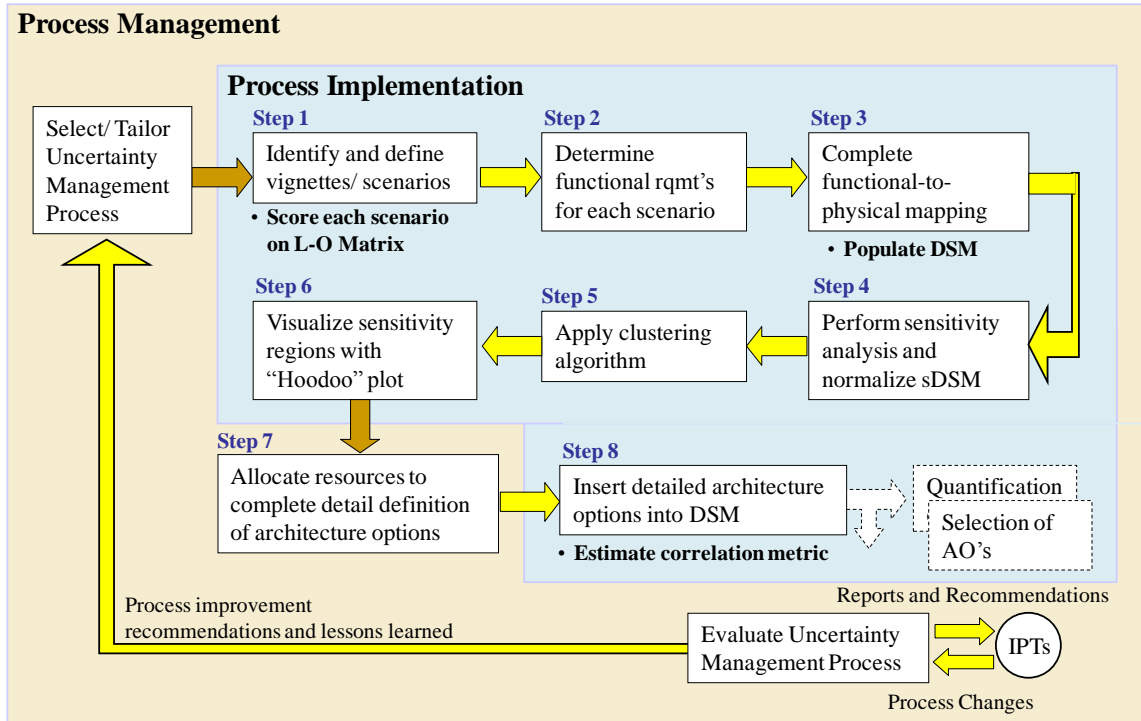 Process Management
Process Implementation
Select/ Tailor
Uncertainty
Management
Process
Step 1
Identify and define
vignettes/ scenarios
• Score each scenario
on L-O Matrix
Step 2
Determine
functional rqmt's
for each scenario
Step 3
Complete
functional-to-
physical mapping
• Populate DSM
Step 4
Perform sensitivity
analysis and
normalize sDSM
Step 5
Apply clustering
algorithm
Step 6
Visualize sensitivity
regions with
“Hoodoo” plot
Step 7
Allocate resources to
complete detail definition
of architecture options
Step 8
Insert detailed architecture
options into DSM
• Estimate correlation metric
Quantification
Selection of
AO's
Reports and Recommendations
Process improvement
recommendations and lessons learned
Evaluate Uncertainty
Management Process
IPTs
Process Changes